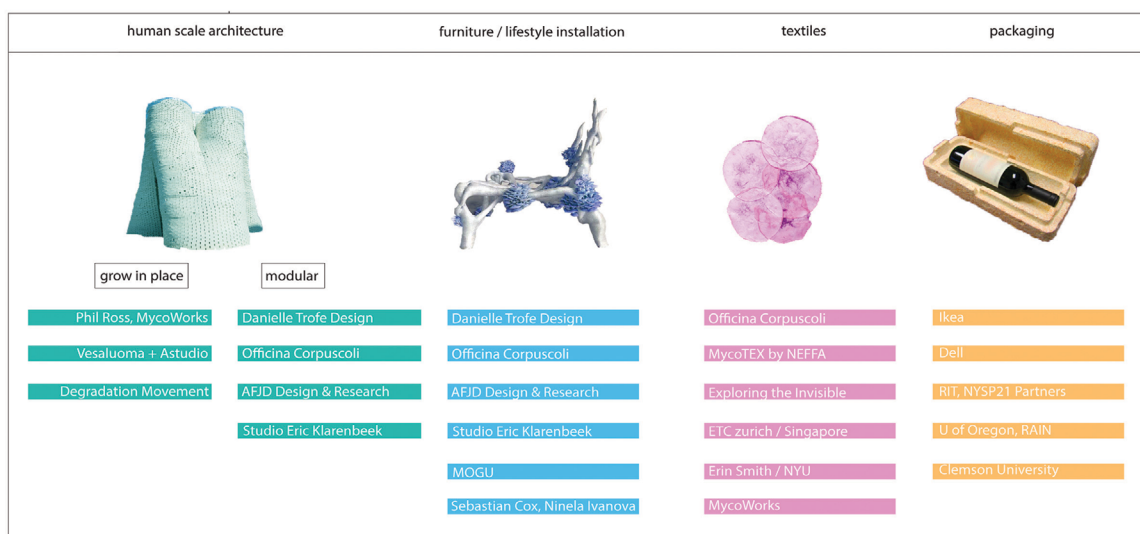 human scale architecture
furniture / lifestyle installation
textiles
packaging
grow in place
modular
Phil Ross, MycoWorks
Vesaluoma + Astudio
Degradation Movement
Danielle Trofe Design
Officina Corpuscoli
AFJD Design & Research
Studio Eric Klarenbeek
Danielle Trofe Design
Officina Corpuscoli
AFJD Design & Research
Studio Eric Klarenbeek
MOGU
Sebastian Cox, Ninela Ivanova
Officina Corpuscoli
MycoTEX by NEFFA
Exploring the Invisible
ETC zurich / Singapore
Erin Smith / NYU
MycoWorks
Ikea
Dell
RIT, NYSP21 Partners
U of Oregon, RAIN
Clemson University